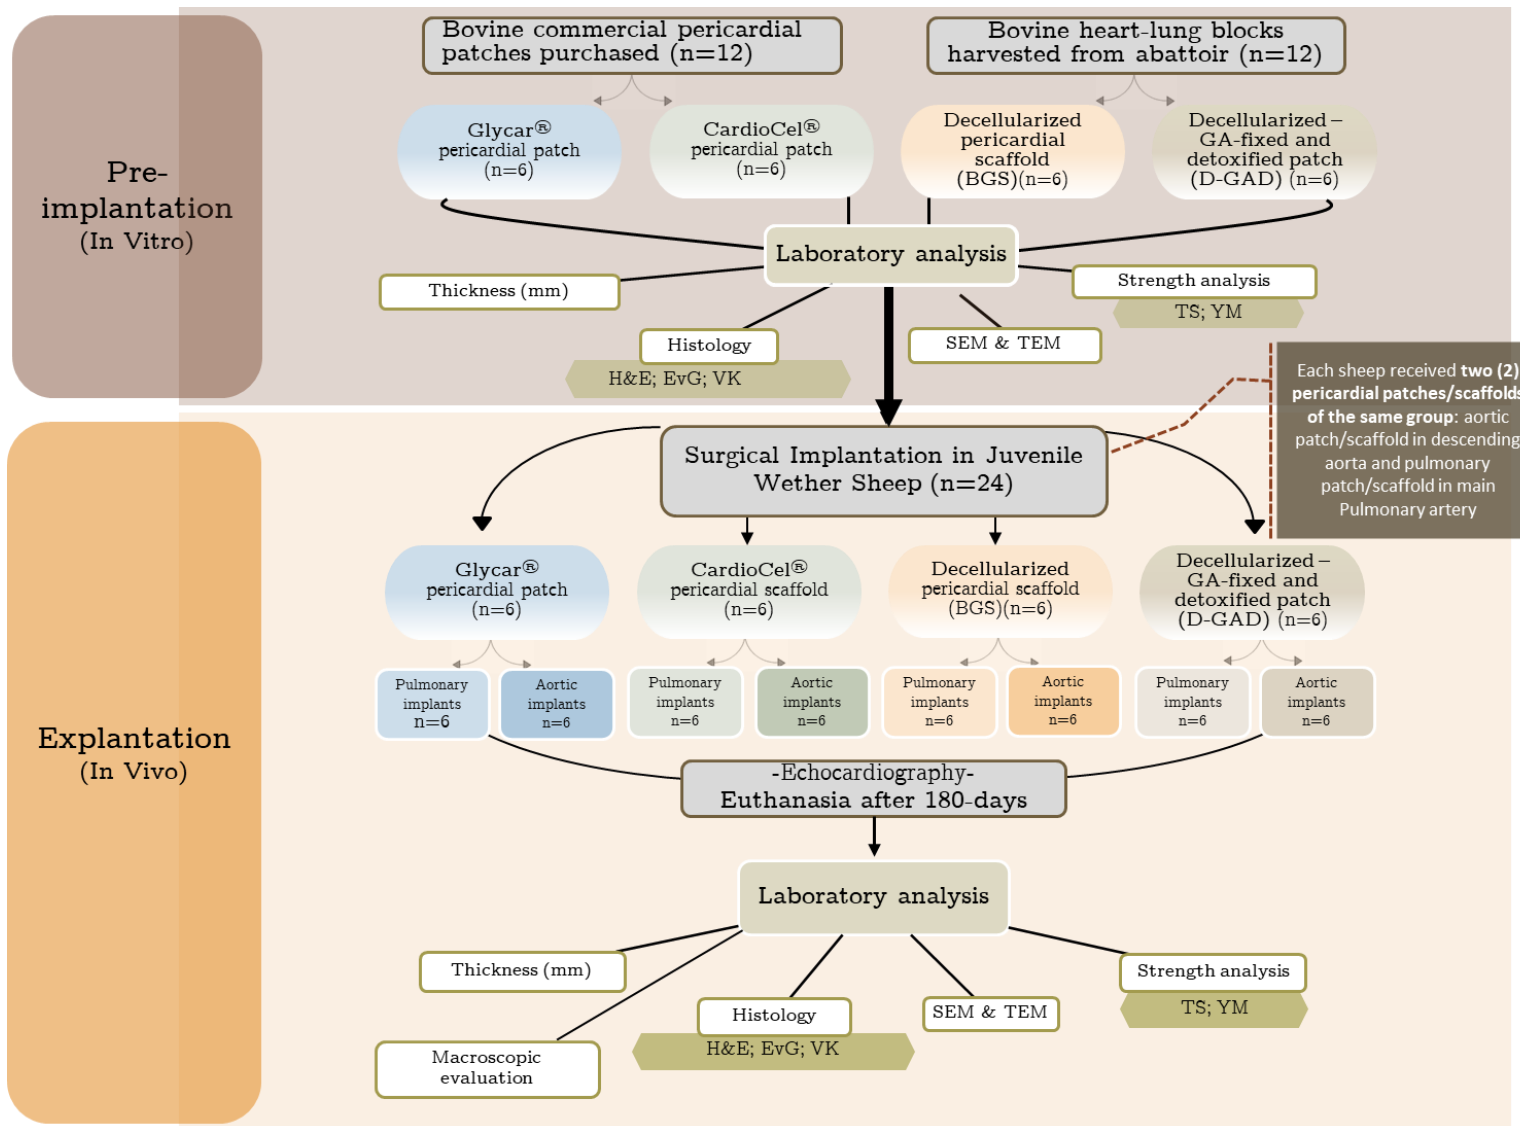 Pre-
implantation
(In Vitro)
Bovine commercial pericardial
patches purchased (n=12)
Bovine heart-lung blocks
harvested from abattoir (n=12)
Glycar®
pericardial patch
(n=6)
CardioCel®
pericardial patch
(n=6)
Decellularized
pericardial
scaffold
(BGS)(n=6)
Decellularized–
GA-fixed and
detoxified patch
(D-GAD) (n=6)
Laboratory analysis
Thickness (mm)
Strength analysis
TS; YM
Histology
H&E; EvG; VK
SEM & TEM
Each sheep received two (2)
pericardial patches/scaffolds
of the same group: aortic
patch/scaffold in descending
aorta and pulmonary
patch/scaffold in main
Pulmonary artery
Explantation
(In Vivo)
Surgical Implantation in Juvenile
Wether Sheep (n=24)
Glycar®
pericardial patch
(n=6)
CardioCel®
pericardial scaffold
(n=6)
Decellularized
pericardial scaffold
(BGS)(n=6)
Decellularized–
GA-fixed and
detoxified patch
(D-GAD) (n=6)
Pulmonary
implants
n=6
Aortic
implants
n=6
Pulmonary
implants
n=6
Aortic
implants
n=6
Pulmonary
implants
n=6
Aortic
implants
n=6
Pulmonary
implants
n=6
Aortic
implants
n=6
-Echocardiography-
Euthanasia after 180-days
Laboratory analysis
Thickness (mm)
Strength analysis
TS; YM
Histology
H&E; EvG; VK
SEM & TEM
Macroscopic
evaluation